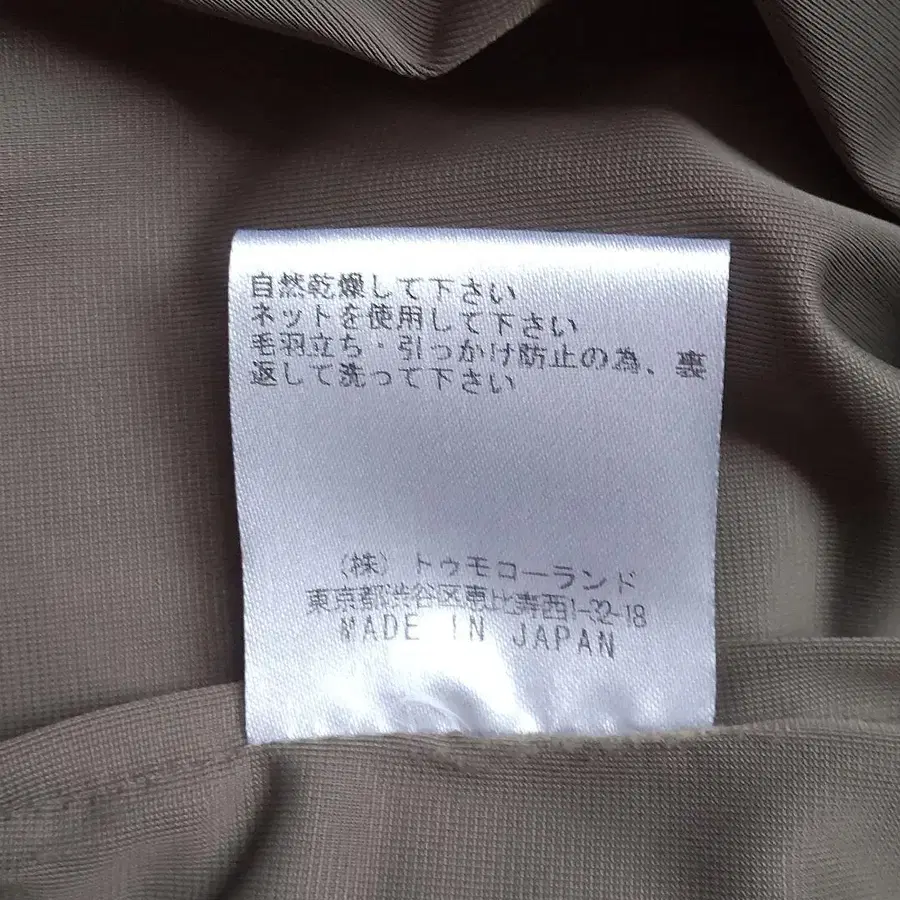 自然乾燥して下さい
ネットを使用して下さい
毛羽立ち・引っかけ防止の為、裏
返して洗って下さい
(株) トゥモローランド
東京都渋谷区恵比寿西1-32-18
MADE IN JAPAN